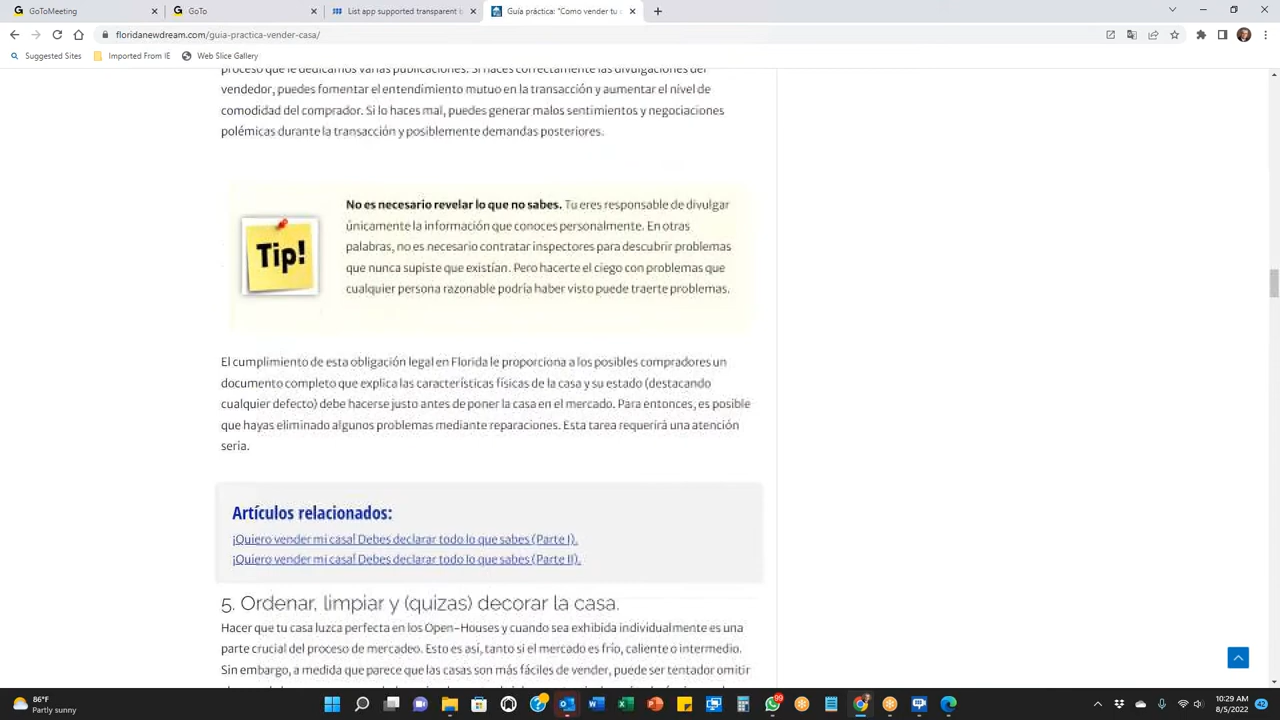 GoToMeeting
GoTo
List app supported transparent b
Guía práctica: "Como vender tu c
floridanewdream.com/guia-practica-vender-casa/
Suggested Sites
Imported From IE
Web Slice Gallery
proceso que le dedicamos varias publicaciones. Si haces correctamente las divulgaciones del
vendedor, puedes fomentar el entendimiento mutuo en la transacción y aumentar el nivel de
comodidad del comprador. Si lo haces mal, puedes generar malos sentimientos y negociaciones
polémicas durante la transacción y posiblemente demandas posteriores.
Tip!
No es necesario revelar lo que no sabes. Tu eres responsable de divulgar
únicamente la información que conoces personalmente. En otras
palabras, no es necesario contratar inspectores para descubrir problemas
que nunca supiste que existían. Pero hacerte el ciego con problemas que
cualquier persona razonable podría haber visto puede traerte problemas.
El cumplimiento de esta obligación legal en Florida le proporciona a los posibles compradores un
documento completo que explica las características físicas de la casa y su estado (destacando
cualquier defecto) debe hacerse justo antes de poner la casa en el mercado. Para entonces, es posible
que hayas eliminado algunos problemas mediante reparaciones. Esta tarea requerirá una atención
seria.
Artículos relacionados:
¡Quiero vender mi casa! Debes declarar todo lo que sabes (Parte I).
¡Quiero vender mi casa! Debes declarar todo lo que sabes (Parte II).
5. Ordenar, limpiar y (quizas) decorar la casa.
Hacer que tu casa luzca perfecta en los Open-Houses y cuando sea exhibida individualmente es una
parte crucial del proceso de mercadeo. Esto es así, tanto si el mercado es frío, caliente o intermedio.
Sin embargo, a medida que parece que las casas son más fáciles de vender, puede ser tentador omitir
86°F
Partly sunny
99
10:29 AM
8/5/2022